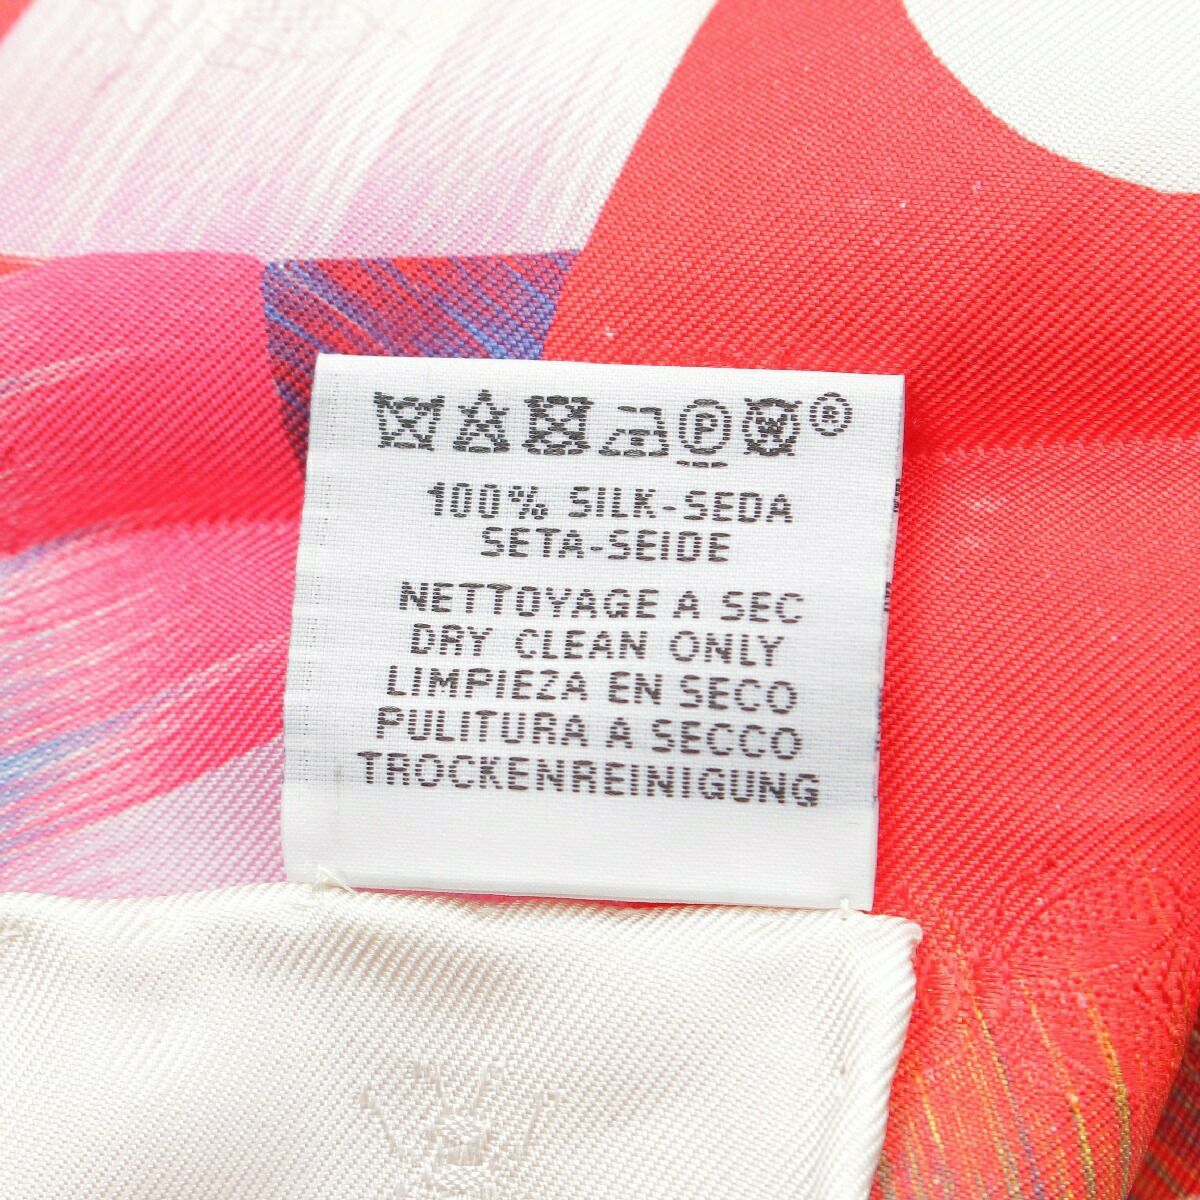 P W ®
100% SILK-SEDA
SETA-SEIDE
NETTOYAGE A SEC
DRY CLEAN ONLY
LIMPIEZA EN SECO
PULITURA A SECCO
TROCKENREINIGUNG